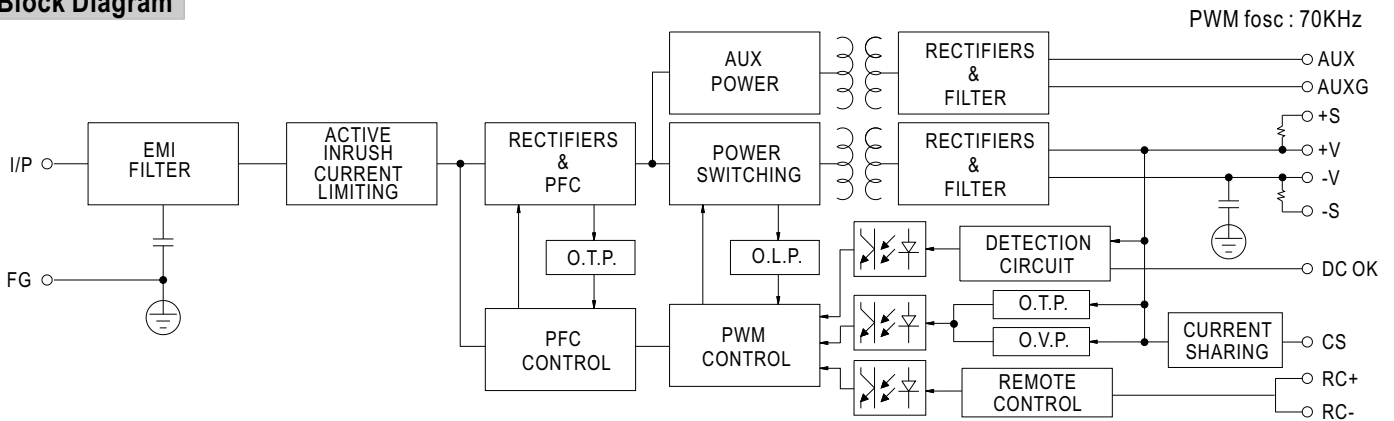 Block Diagram
PWM fosc : 70KHz
I/P
FG
EMI
FILTER
ACTIVE
INRUSH
CURRENT
LIMITING
RECTIFIERS
&
PFC
O.T.P.
PFC
CONTROL
AUX
POWER
POWER
SWITCHING
O.L.P.
PWM
CONTROL
RECTIFIERS
&
FILTER
RECTIFIERS
&
FILTER
DETECTION
CIRCUIT
O.T.P.
O.V.P.
REMOTE
CONTROL
CURRENT
SHARING
AUX
AUXG
+S
+V
-V
-S
DC OK
CS
RC+
RC-